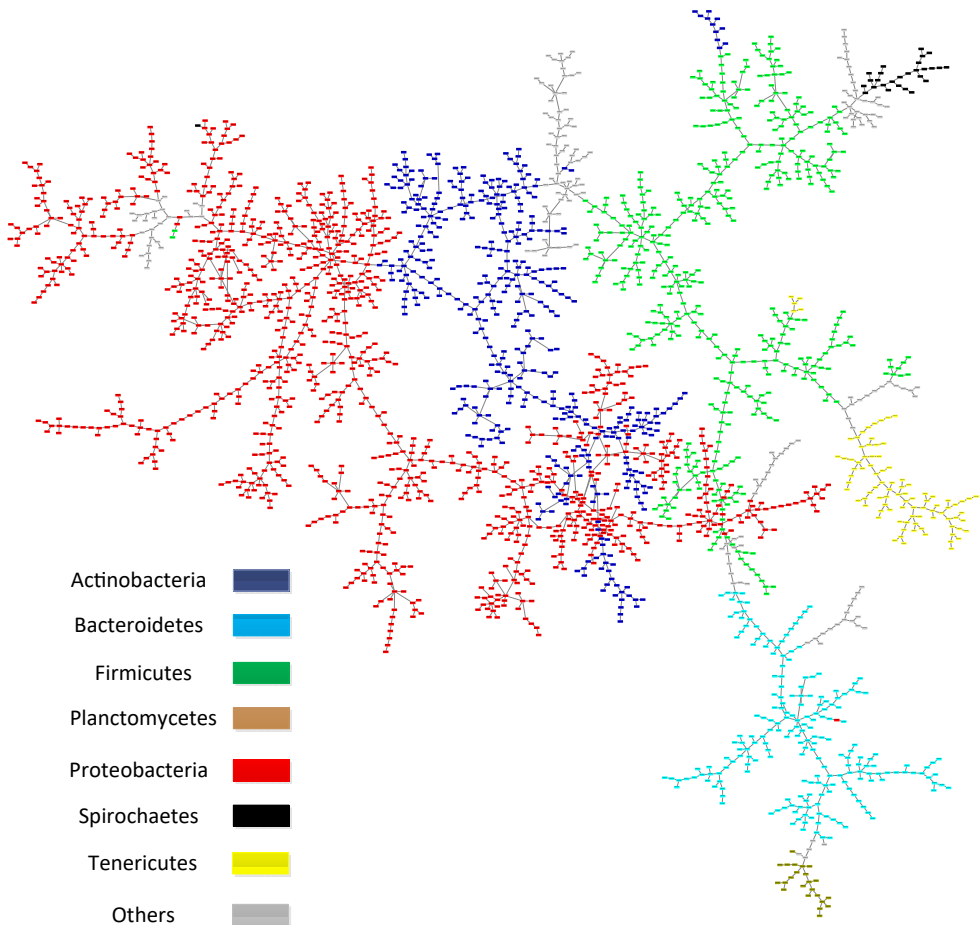 Actinobacteria
Bacteroidetes
Firmicutes
Planctomycetes
Proteobacteria
Spirochaetes
Tenericutes
Others